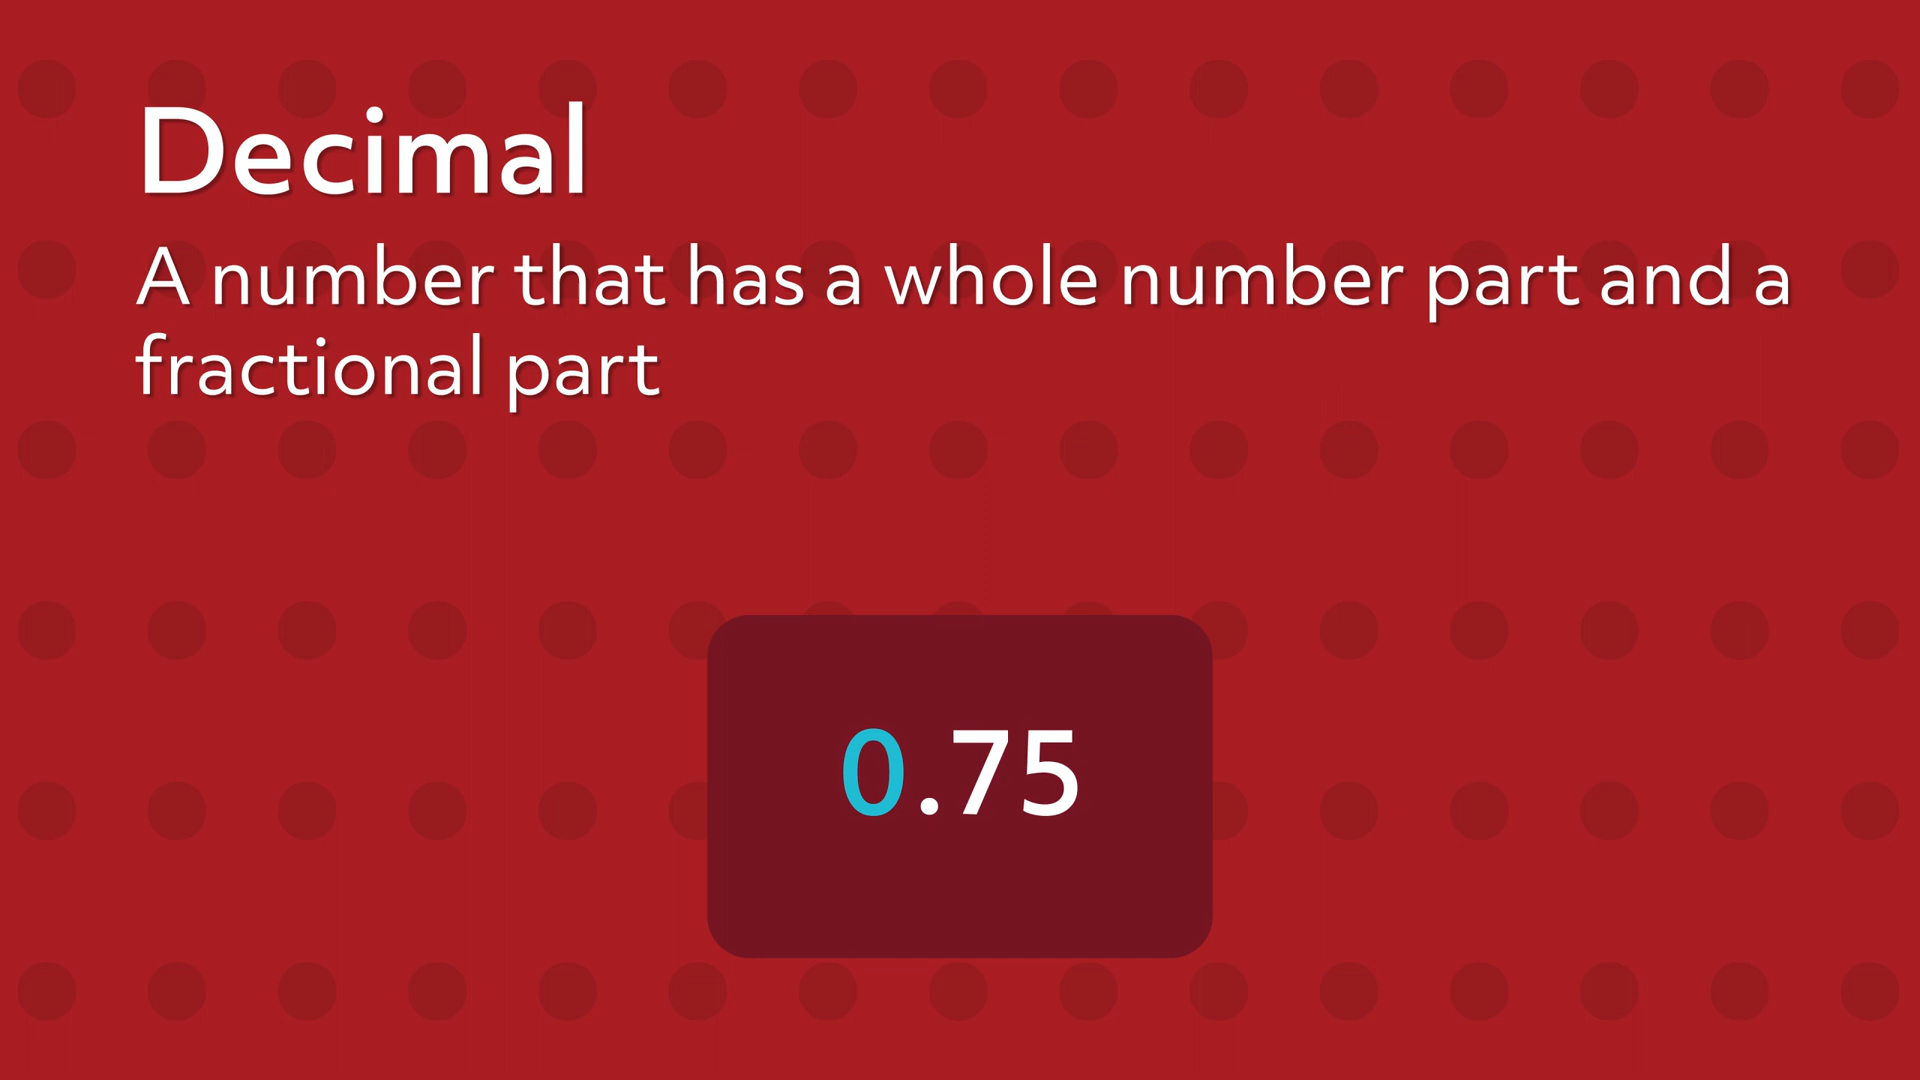 Decimal
A number that has a whole number part and a
fractional part
0.75